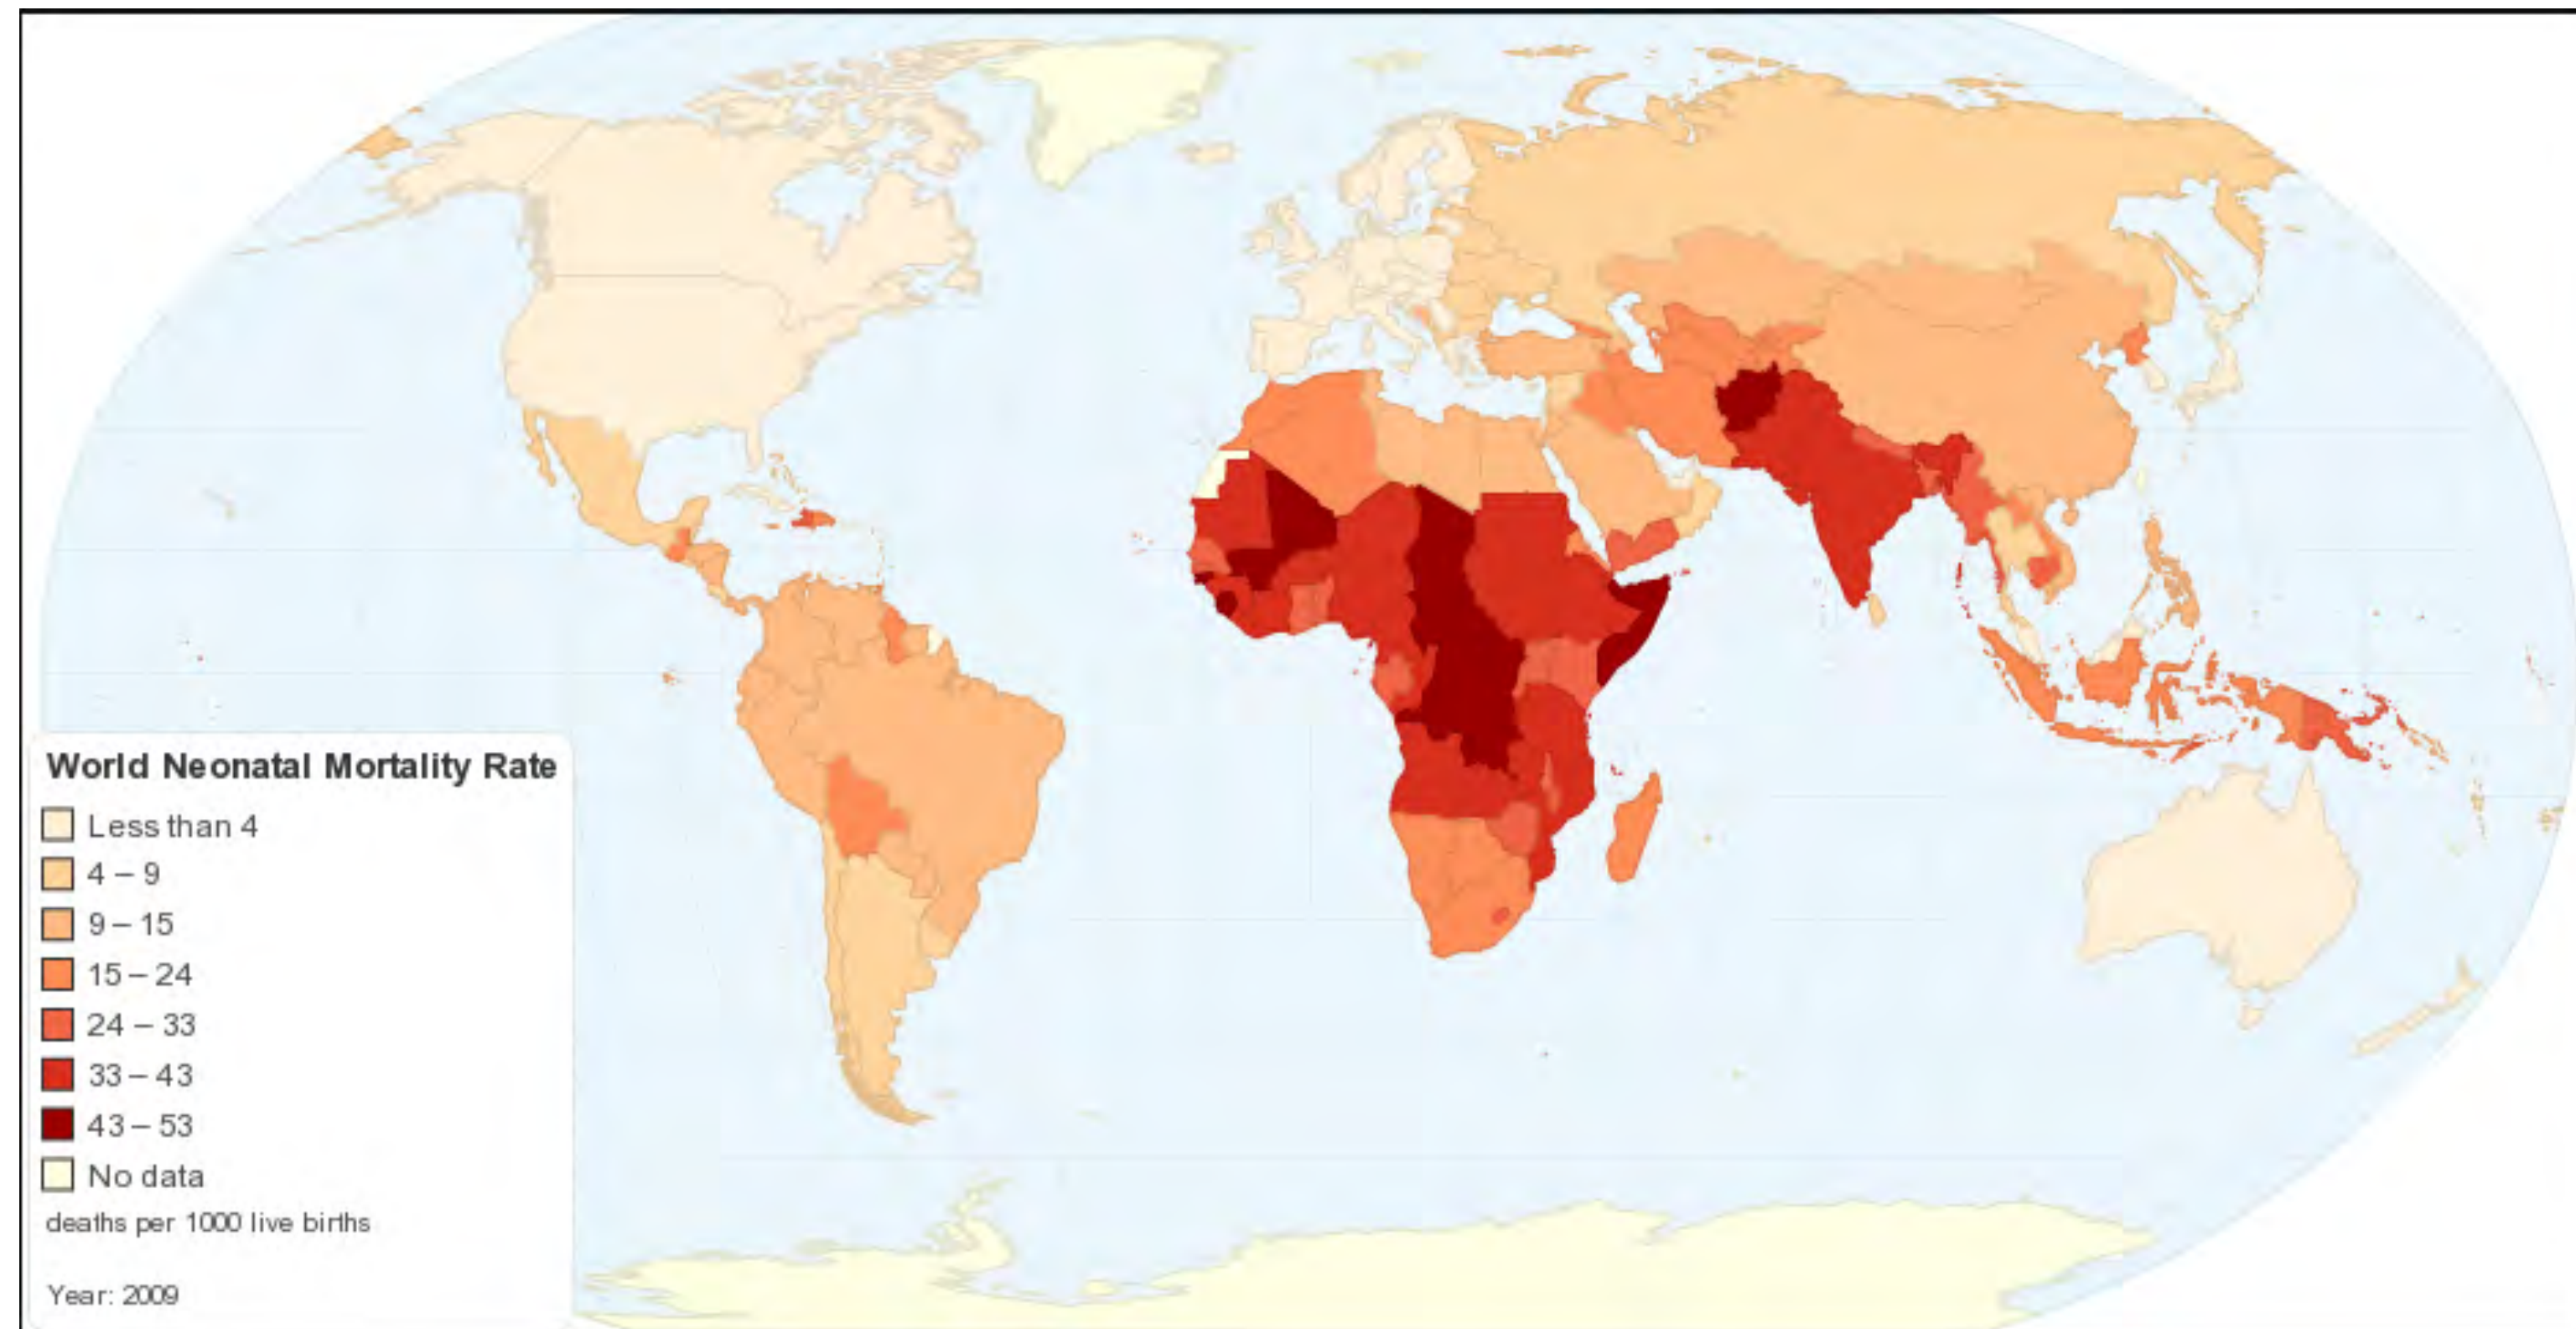 World Neonatal Mortality Rate
Less than 4
4 – 9
9 – 15
15 – 24
24 – 33
33 – 43
43 – 53
No data
deaths per 1000 live births
Year: 2009